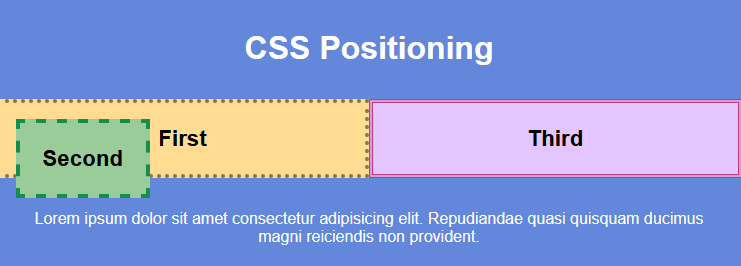 CSS Positioning
First
Third
Second
Lorem ipsum dolor sit amet consectetur adipisicing elit. Repudiandae quasi quisquam ducimus
magni reiciendis non provident.